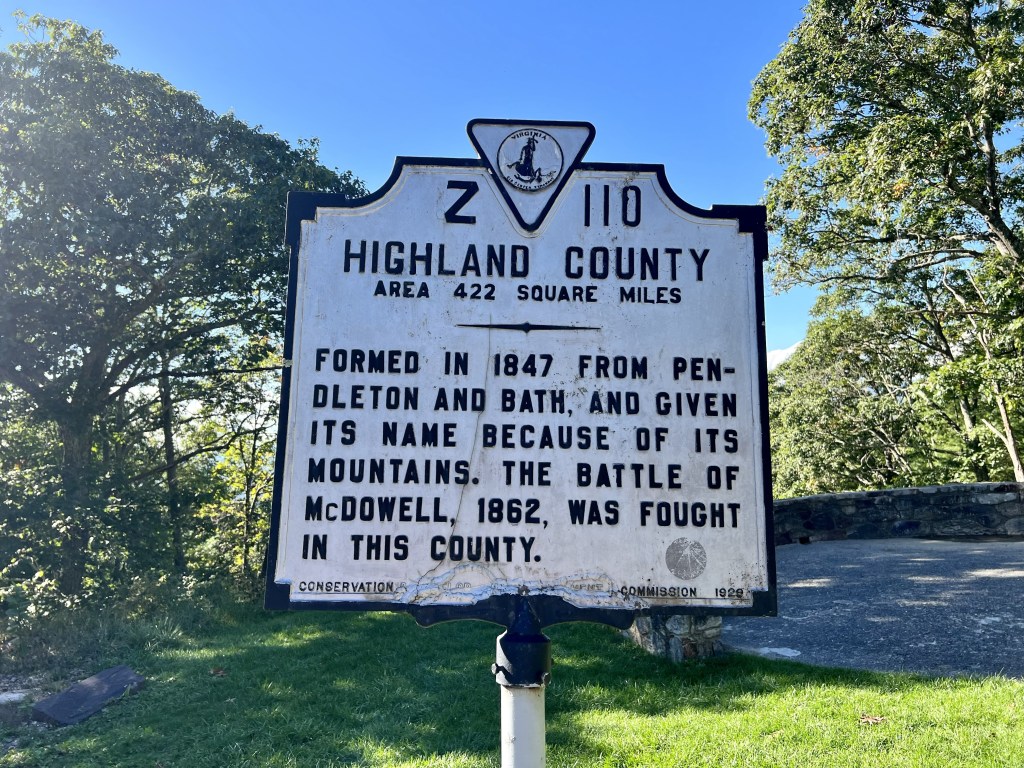 VIRGINIA
Z 110
HIGHLAND COUNTY
AREA 422 SQUARE MILES
FORMED IN 1847 FROM PEN-
DLETON AND BATH, AND GIVEN
ITS NAME BECAUSE OF ITS
MOUNTAINS. THE BATTLE OF
MCDOWELL, 1862, WAS FOUGHT
IN THIS COUNTY.
CONSERVATION COMMISSION 1929